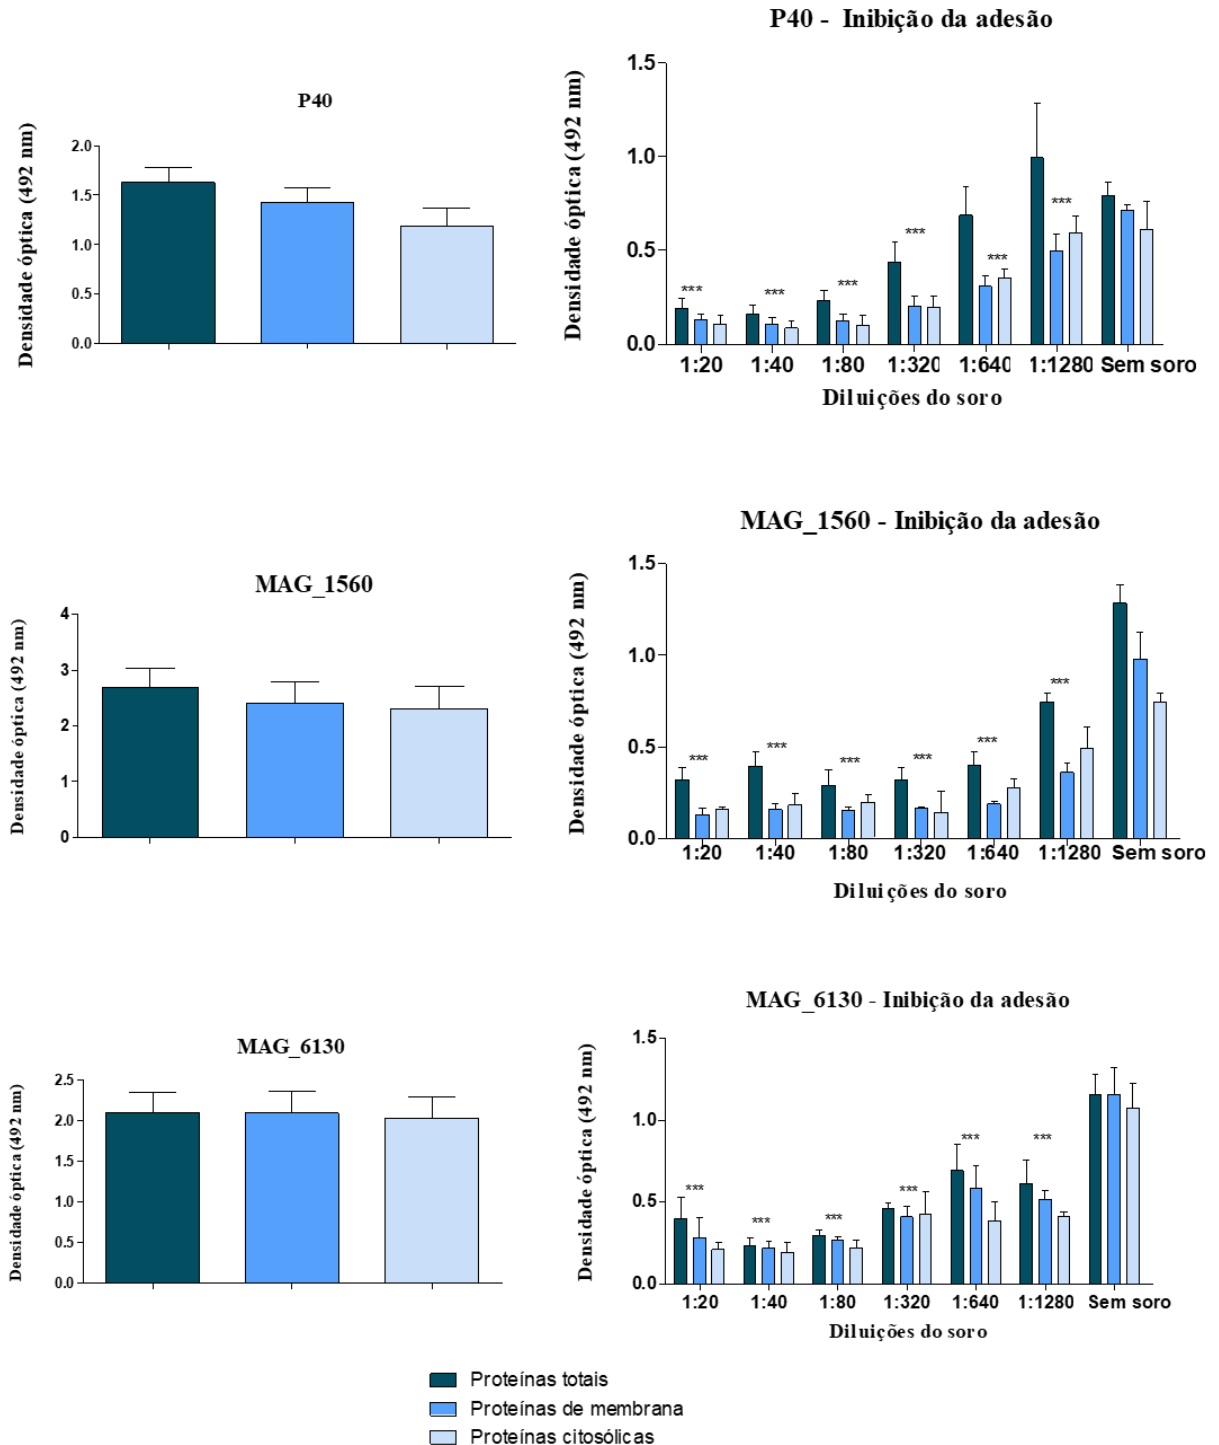 P40 - Inibição da adesão
P40
Densidade óptica (492 nm)
2.0
1.5
1.0
0.5
0.0
Densidade óptica (492 nm)
1.5
1.0
0.5
0.0
***
***
***
***
***
***
1:20 1:40 1:80 1:320 1:640 1:1280 Sem soro
Diluições do soro
MAG_1560
Densidade óptica (492 nm)
4
3
2
1
0
MAG_1560 - Inibição da adesão
Densidade óptica (492 nm)
1.5
1.0
0.5
0.0
***
***
***
***
***
***
1:20 1:40 1:80 1:320 1:640 1:1280 Sem soro
Diluições do soro
MAG_6130
Densidade óptica (492 nm)
2.5
2.0
1.5
1.0
0.5
0.0
MAG_6130 - Inibição da adesão
Densidade óptica (492 nm)
1.5
1.0
0.5
0.0
***
***
***
***
***
***
1:20 1:40 1:80 1:320 1:640 1:1280 Sem soro
Diluições do soro
Proteínas totais
Proteínas de membrana
Proteínas citosólicas